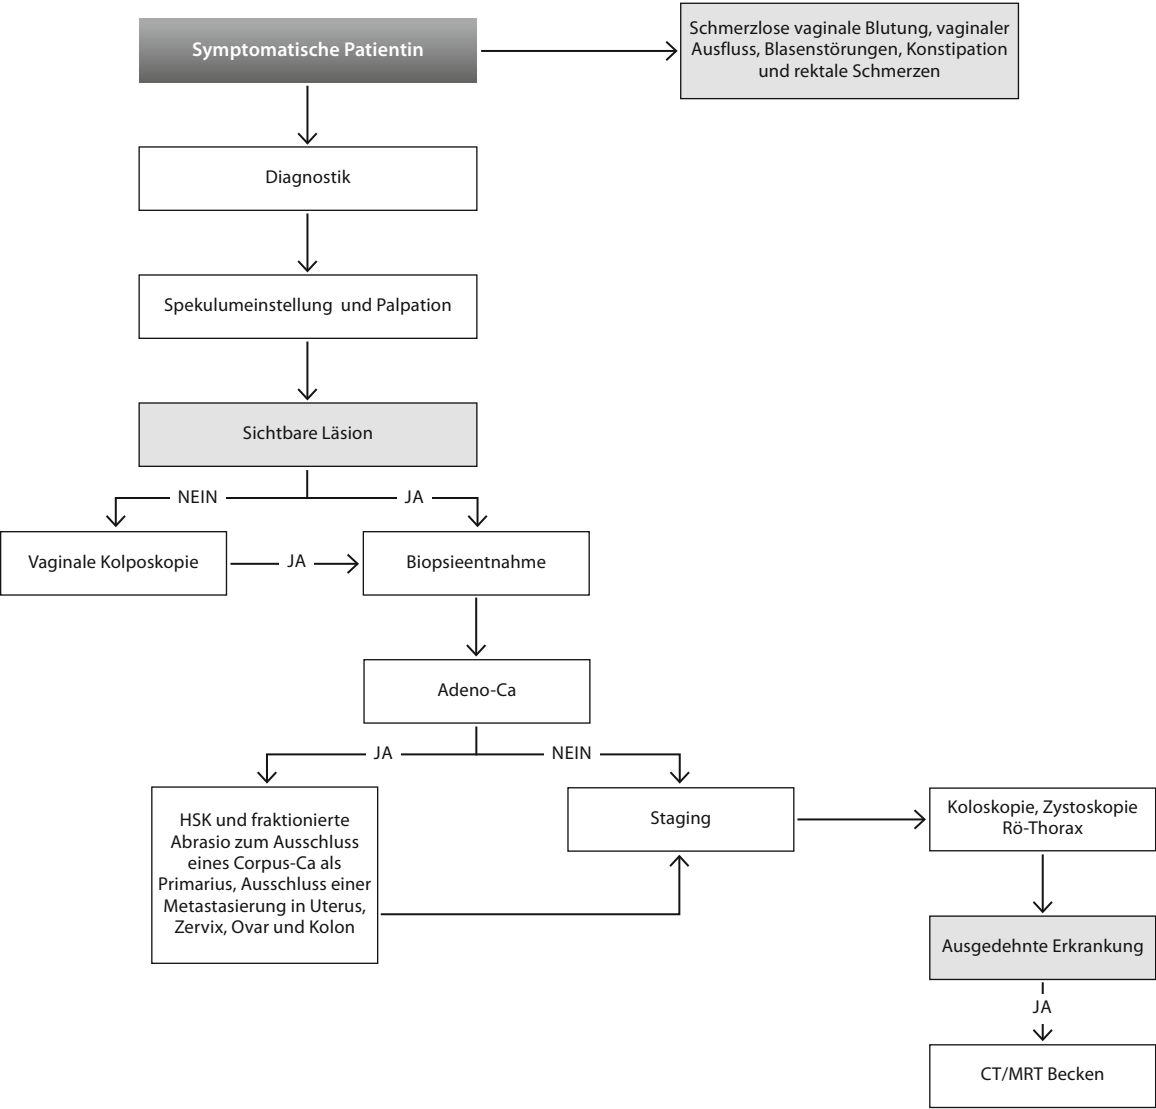 Symptomatische Patientin
Schmerzlose vaginale Blutung, vaginaler
Ausfluss, Blasenstörungen, Konstipation
und rektale Schmerzen
Diagnostik
Spekulumeinstellung und Palpation
Sichtbare Läsion
NEIN
JA
Vaginale Kolposkopie
JA
Biopsieentnahme
Adeno-Ca
JA
NEIN
HSK und fraktionierte
Abrasio zum Ausschluss
eines Corpus-Ca als
Primarius, Ausschluss einer
Metastasierung in Uterus,
Zervix, Ovar und Kolon
Staging
Koloskopie, Zystoskopie
Rö-Thorax
Ausgedehnte Erkrankung
JA
CT/MRT Becken